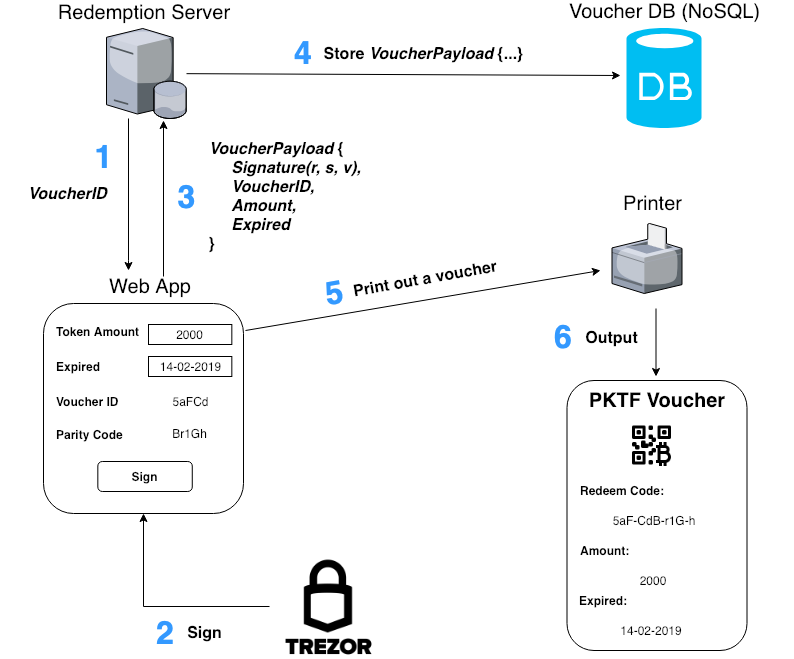 Redemption Server
Voucher DB (NoSQL)
4 Store VoucherPayload {...}
DB
1
VoucherID
3
VoucherPayload {
Signature(r, s, v),
VoucherID,
Amount,
Expired
}
Printer
Web App
5 Print out a voucher
6 Output
Token Amount 2000
Expired 14-02-2019
Voucher ID 5aFCd
Parity Code Br1Gh
Sign
PKTF Voucher
Redeem Code:
5aF-CdB-r1G-h
Amount:
2000
Expired:
14-02-2019
2 Sign
TREZOR